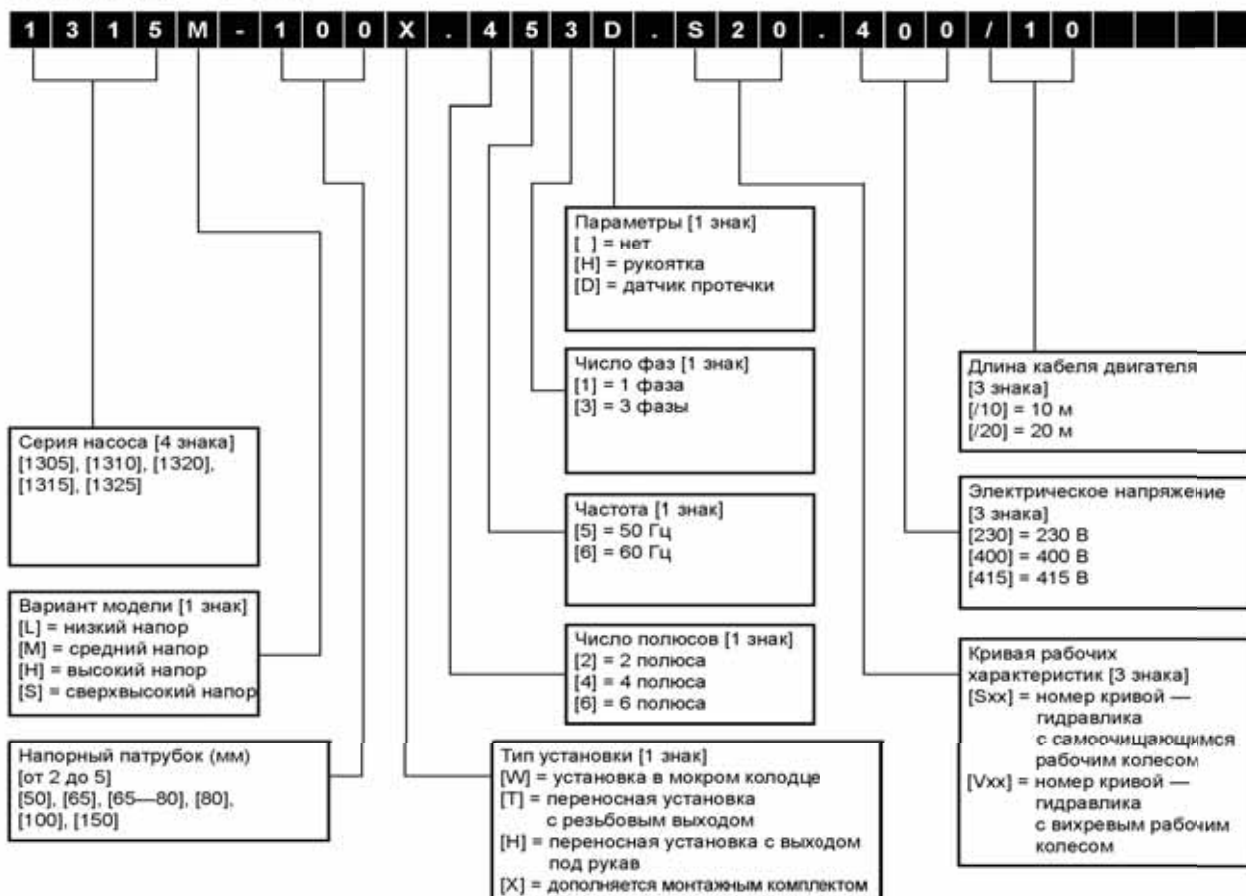 1315M-100X.453D.S20.400/10
Параметры [1 знак]
[ ] = нет
[H] = рукоятка
[D] = датчик протечки
Число фаз [1 знак]
[1] = 1 фаза
[3] = 3 фазы
Длина кабеля двигателя
[3 знака]
[/10] = 10 м
[/20] = 20 м
Серия насоса [4 знака]
[1305], [1310], [1320],
[1315], [1325]
Частота [1 знак]
[5] = 50 Гц
[6] = 60 Гц
Электрическое напряжение
[3 знака]
[230] = 230 В
[400] = 400 В
[415] = 415 В
Вариант модели [1 знак]
[L] = низкий напор
[M] = средний напор
[H] = высокий напор
[S] = сверхвысокий напор
Число полюсов [1 знак]
[2] = 2 полюса
[4] = 4 полюса
[6] = 6 полюса
Кривая рабочих
характеристик [3 знака]
[Sxx] = номер кривой —
гидравлика
с самоочищающимся
рабочим колесом
[Vxx] = номер кривой —
гидравлика
с вихревым рабочим
колесом
Напорный патрубок (мм)
[от 2 до 5]
[50], [65], [65—80], [80],
[100], [150]
Тип установки [1 знак]
[W] = установка в мокром колодце
[T] = переносная установка
с резьбовым выходом
[H] = переносная установка с выходом
под рукав
[X] = дополняется монтажным комплектом